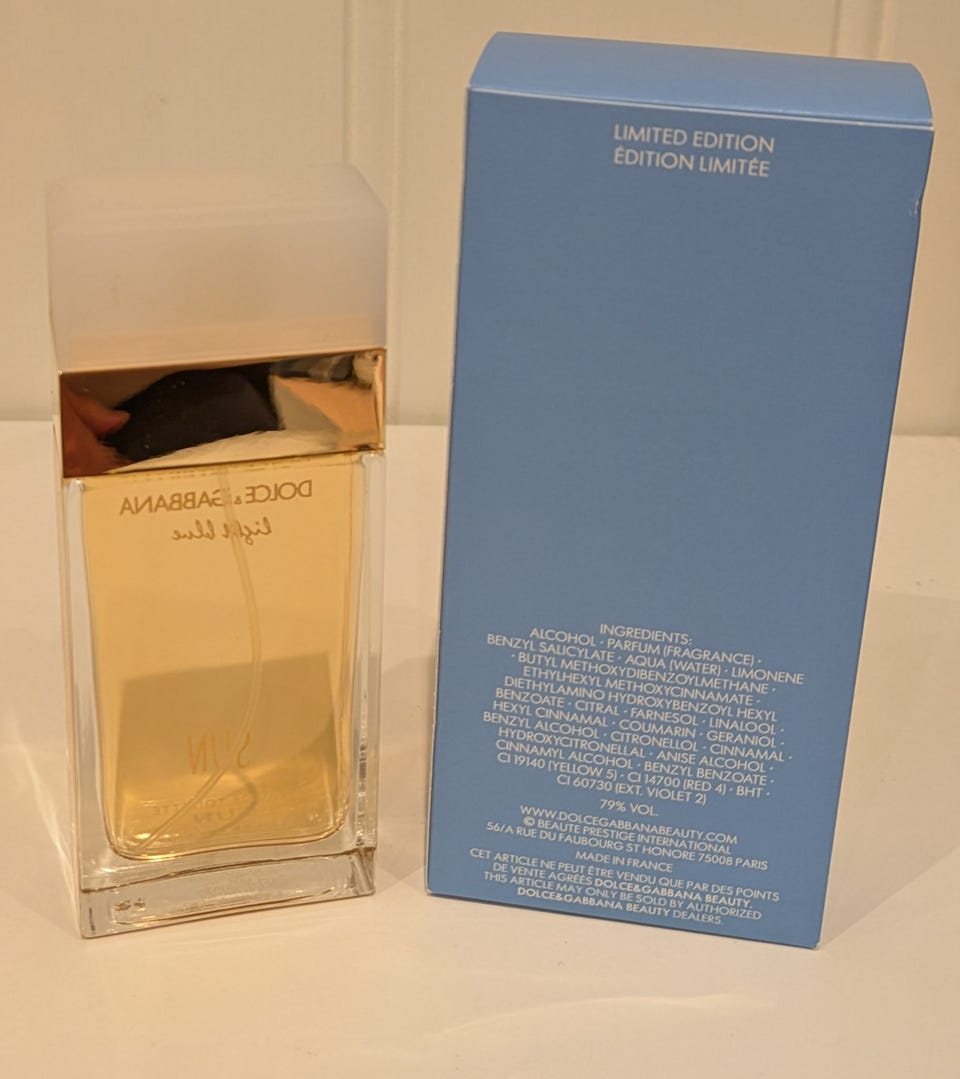 DOLCE&GABBANA
light blue
SUN
LIMITED EDITION
ÉDITION LIMITÉE
INGREDIENTS:
ALCOHOL · PARFUM (FRAGRANCE) ·
BENZYL SALICYLATE · AQUA (WATER) · LIMONENE
· BUTYL METHOXYDIBENZOYLMETHANE ·
ETHYLHEXYL METHOXYCINNAMATE ·
DIETHYLAMINO HYDROXYBENZOYL HEXYL
BENZOATE · CITRAL · FARNESOL · LINALOOL ·
HEXYL CINNAMAL · COUMARIN · GERANIOL ·
BENZYL ALCOHOL · CITRONELLOL · CINNAMAL ·
HYDROXYCITRONELLAL · ANISE ALCOHOL ·
CINNAMYL ALCOHOL · BENZYL BENZOATE ·
CI 19140 (YELLOW 5) · CI 14700 (RED 4) · BHT ·
CI 60730 (EXT. VIOLET 2)
79% VOL.
WWW.DOLCEGABBANABEAUTY.COM
© BEAUTE PRESTIGE INTERNATIONAL
56/A RUE DU FAUBOURG ST HONORE 75008 PARIS
MADE IN FRANCE
CET ARTICLE NE PEUT ÊTRE VENDU QUE PAR DES POINTS
DE VENTE AGREÉS DOLCE&GABBANA BEAUTY.
THIS ARTICLE MAY ONLY BE SOLD BY AUTHORIZED
DOLCE&GABBANA BEAUTY DEALERS.